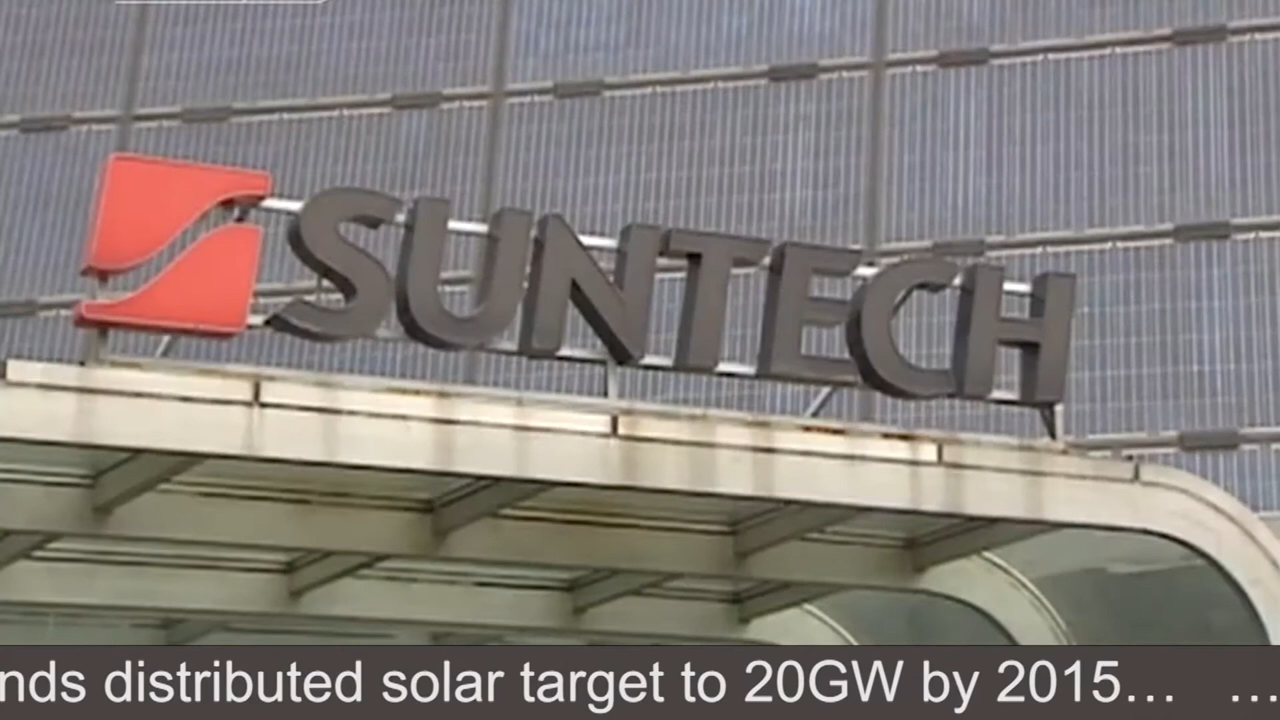 SUNTECH
nds distributed solar target to 20GW by 2015… …